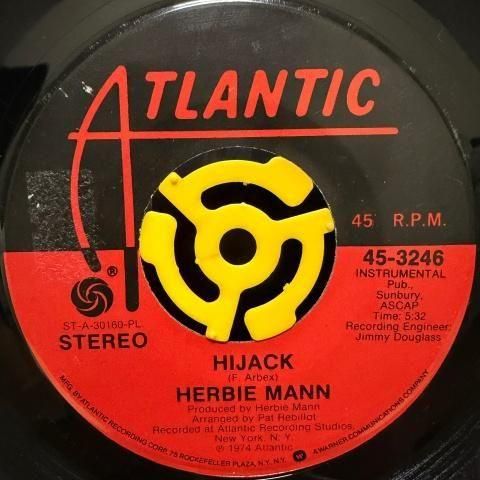 ATLANTIC
45 R.P.M.
45-3246
INSTRUMENTAL
Pub.,
Sunbury,
ASCAP
Time: 5:32
Recording Engineer:
Jimmy Douglass
®
ST-A-30160-PL
STEREO
HIJACK
(F. Arbex)
HERBIE MANN
Produced by Herbie Mann
Arranged by Pat Rebillot
Recorded at Atlantic Recording Studios,
New York, N. Y.
℗ 1974 Atlantic
MFG. BY ATLANTIC RECORDING CORP. 75 ROCKEFELLER PLAZA, N.Y. N.Y. A WARNER COMMUNICATIONS COMPANY